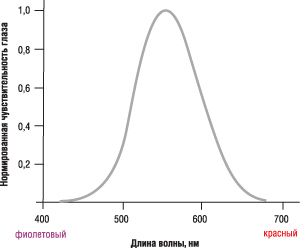 Нормированная чувствительность глаза
1,0
0,8
0,6
0,4
0,2
400 500 600 700
фиолетовый красный
Длина волны, нм